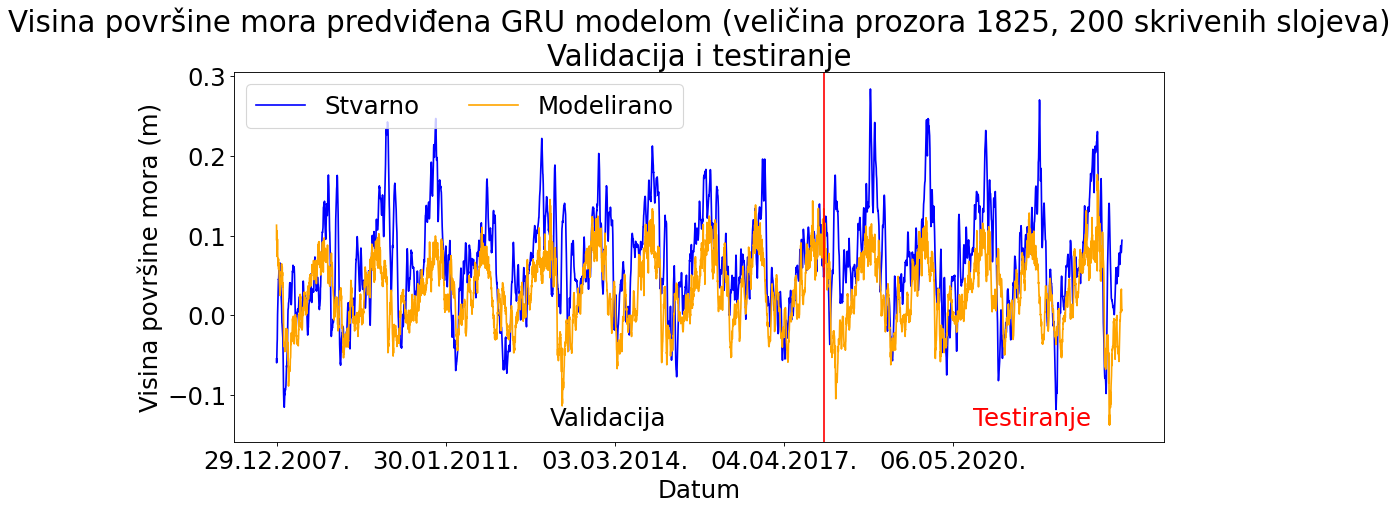 Visina površine mora predviđena GRU modelom (veličina prozora 1825, 200 skrivenih slojeva)
Validacija i testiranje
Stvarno
Modelirano
Visina površine mora (m)
0.3
0.2
0.1
0.0
−0.1
Validacija
Testiranje
29.12.2007.
30.01.2011.
03.03.2014.
04.04.2017.
06.05.2020.
Datum